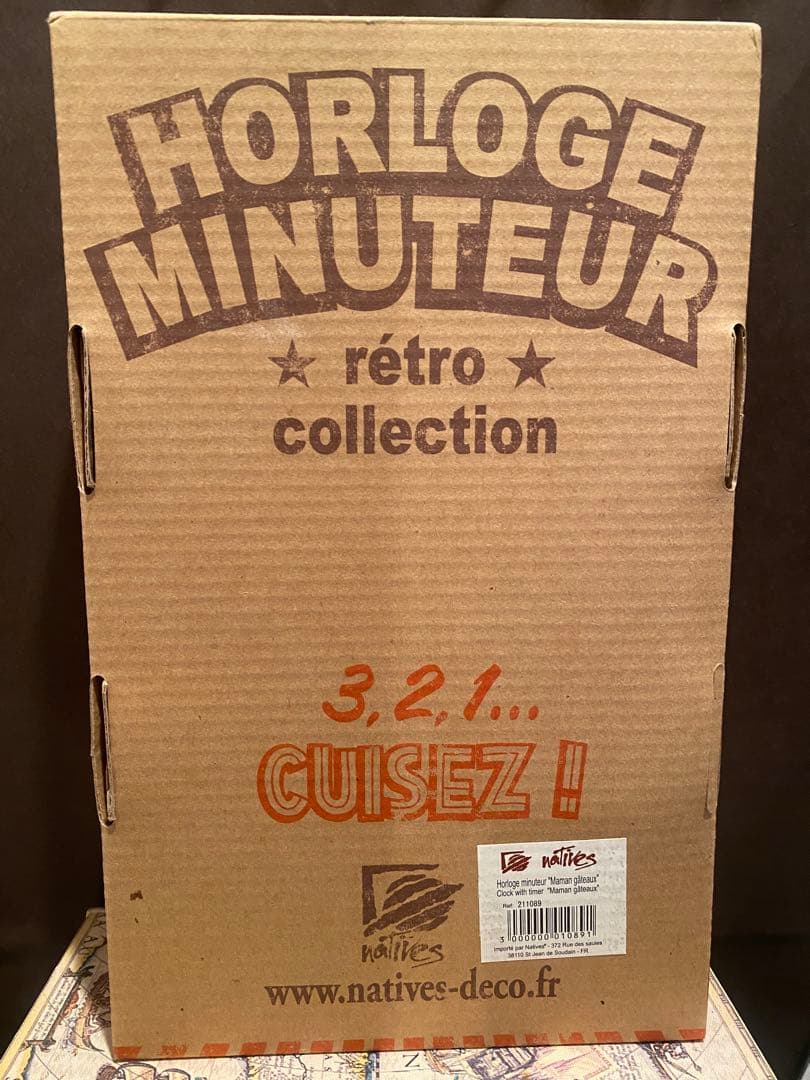 HORLOGE
MINUTEUR
rétro
collection
3, 2, 1...
CUISEZ !
natives
Horloge minuteur "Maman gâteaux"
Clock with timer "Maman gâteaux"
Ref: 211089
3 000000 010891
Importé par Natives® - 372 Rue des saules
38110 St Jean de Soudain - FR
natives
www.natives-deco.fr